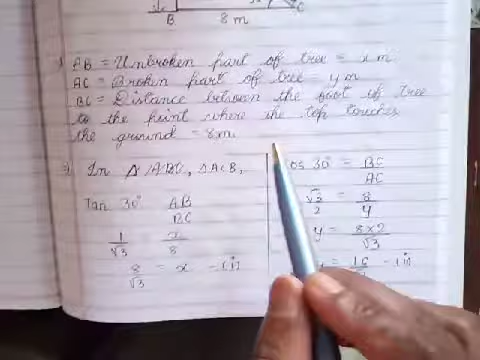 B 8 m C
AB = Unbroken part of tree = x m
AC = Broken part of tree = y m
BC = Distance between the foot of tree
to the point where the top touches
the ground = 8m
In △ ABC,
Tan 30° AB
BC
1 x
√3 8
8 = x - (i)
√3
Cos 30° = BC
AC
√3 = 8
2 y
y = 8 x 2
√3
= 16 - (ii)